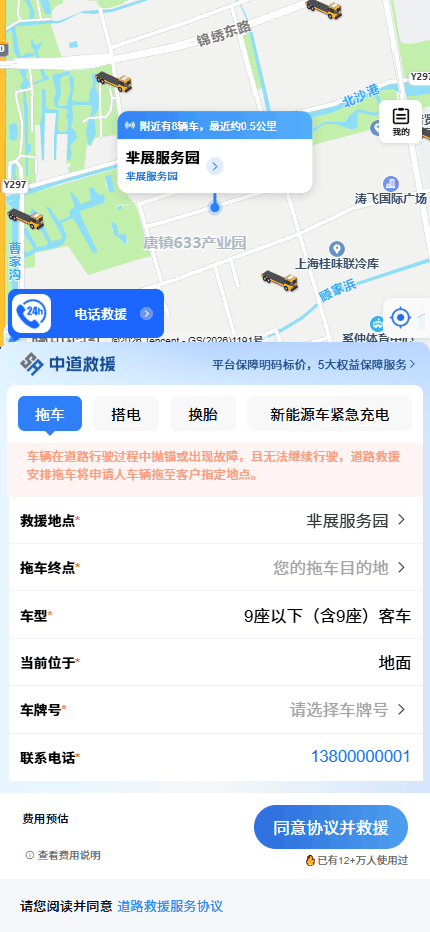 锦绣东路
Y297
北沙港
附近有8辆车，最近约0.5公里
芈展服务园
芈展服务园
我的
涛飞国际广场
Y297
唐镇633产业园
曹家沟
上海桂味联冷库
顾家浜
24h
电话救援
©2026 Tencent - GS(2026)1191号
中道救援
平台保障明码标价，5大权益保障服务
拖车
搭电
换胎
新能源车紧急充电
车辆在道路行驶过程中抛锚或出现故障，且无法继续行驶，道路救援
安排拖车将申请人车辆拖至客户指定地点。
救援地点* 芈展服务园
拖车终点* 您的拖车目的地
车型* 9座以下（含9座）客车
当前位于* 地面
车牌号* 请选择车牌号
联系电话* 13800000001
费用预估
同意协议并救援
查看费用说明
已有12+万人使用过
请您阅读并同意 道路救援服务协议